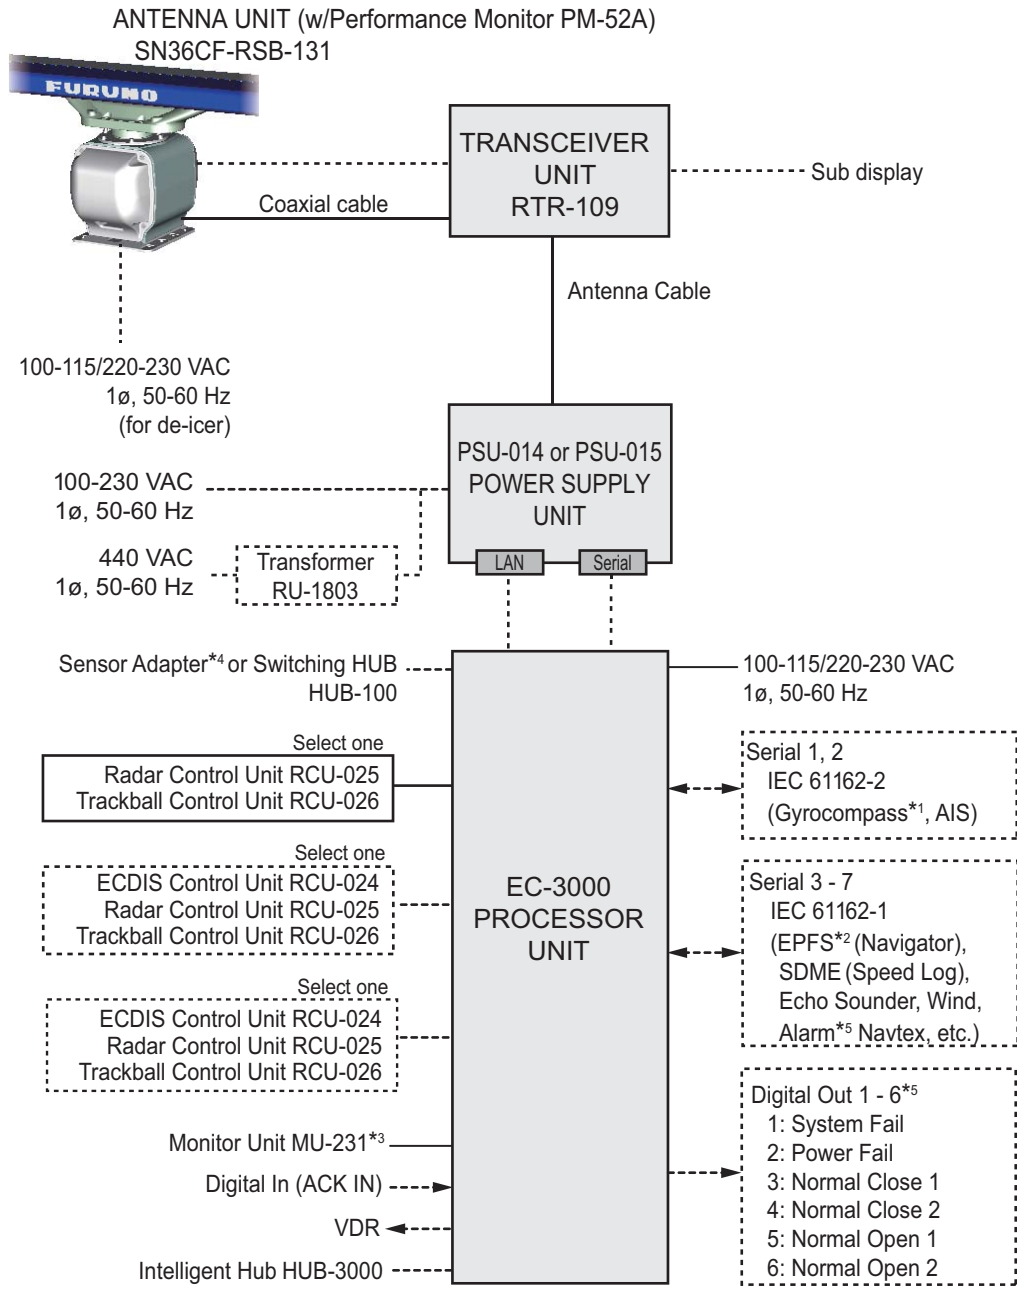 ANTENNA UNIT (w/Performance Monitor PM-52A)
SN36CF-RSB-131
FURUNO
TRANSCEIVER
UNIT
RTR-109
Sub display
Coaxial cable
Antenna Cable
100-115/220-230 VAC
1ø, 50-60 Hz
(for de-icer)
PSU-014 or PSU-015
POWER SUPPLY
UNIT
LAN
Serial
100-230 VAC
1ø, 50-60 Hz
440 VAC
1ø, 50-60 Hz
Transformer
RU-1803
Sensor Adapter*4 or Switching HUB
HUB-100
100-115/220-230 VAC
1ø, 50-60 Hz
Select one
Radar Control Unit RCU-025
Trackball Control Unit RCU-026
Select one
ECDIS Control Unit RCU-024
Radar Control Unit RCU-025
Trackball Control Unit RCU-026
Select one
ECDIS Control Unit RCU-024
Radar Control Unit RCU-025
Trackball Control Unit RCU-026
Monitor Unit MU-231*3
Digital In (ACK IN)
VDR
Intelligent Hub HUB-3000
EC-3000
PROCESSOR
UNIT
Serial 1, 2
IEC 61162-2
(Gyrocompass*1, AIS)
Serial 3 - 7
IEC 61162-1
(EPFS*2 (Navigator),
SDME (Speed Log),
Echo Sounder, Wind,
Alarm*5 Navtex, etc.)
Digital Out 1 - 6*5
1: System Fail
2: Power Fail
3: Normal Close 1
4: Normal Close 2
5: Normal Open 1
6: Normal Open 2